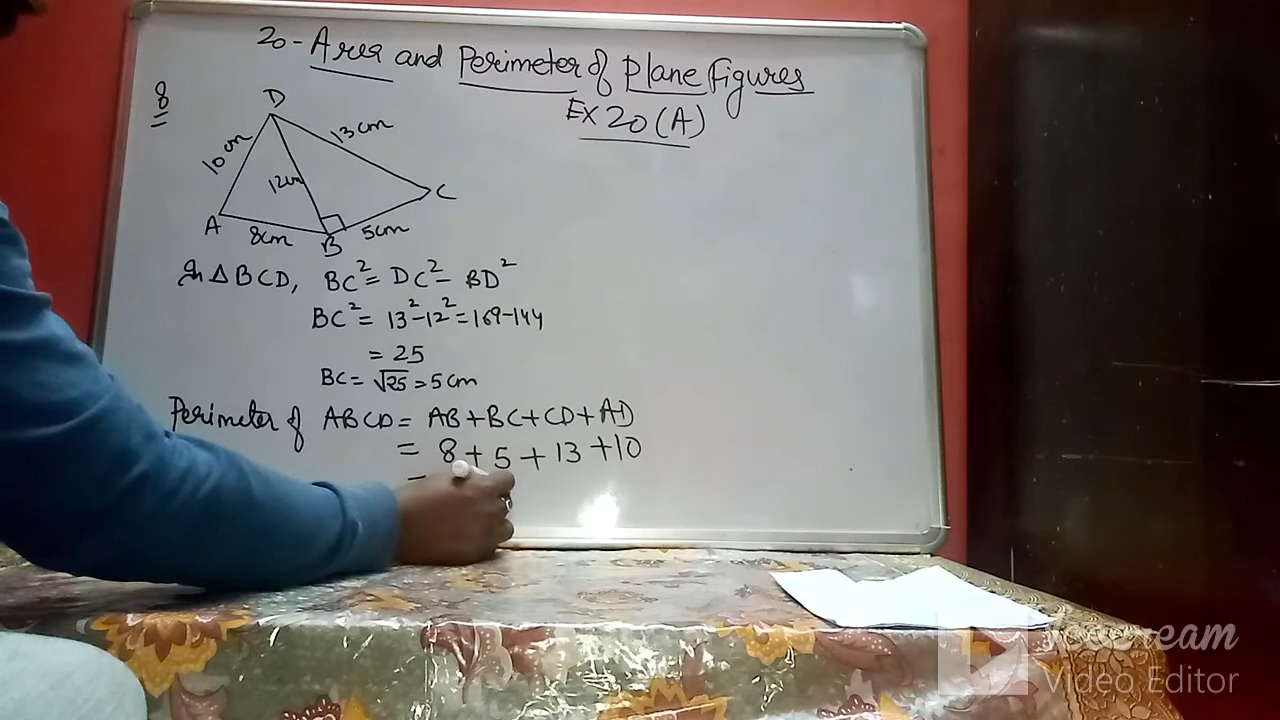 20-Area and Perimeter of Plane Figures
EX 20(A)
8
D
10cm
13cm
12cm
C
A
8cm
B
5cm
In △BCD, BC² = DC² - BD²
BC² = 13² - 12² = 169 - 144
= 25
BC = √25 = 5cm
Perimeter of ABCD = AB+BC+CD+AD
= 8 + 5 + 13 + 10
=
Video Editor